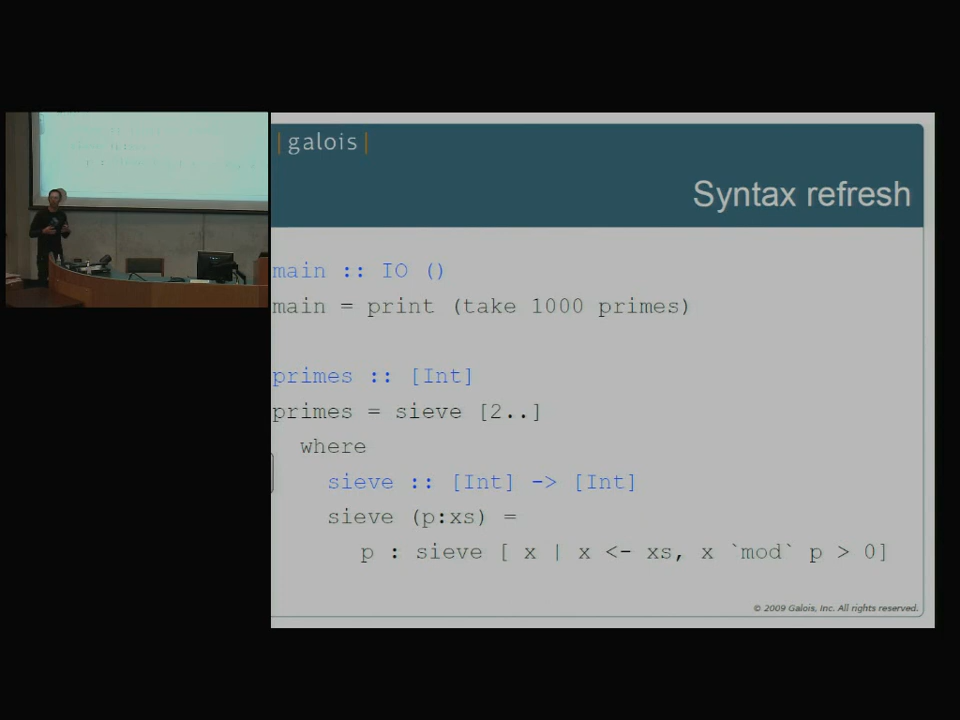 |galois|
Syntax refresh
main :: IO ()
main = print (take 1000 primes)
primes :: [Int]
primes = sieve [2..]
where
sieve :: [Int] -> [Int]
sieve (p:xs) =
p : sieve [ x | x <- xs, x `mod` p > 0]
© 2009 Galois, Inc. All rights reserved.